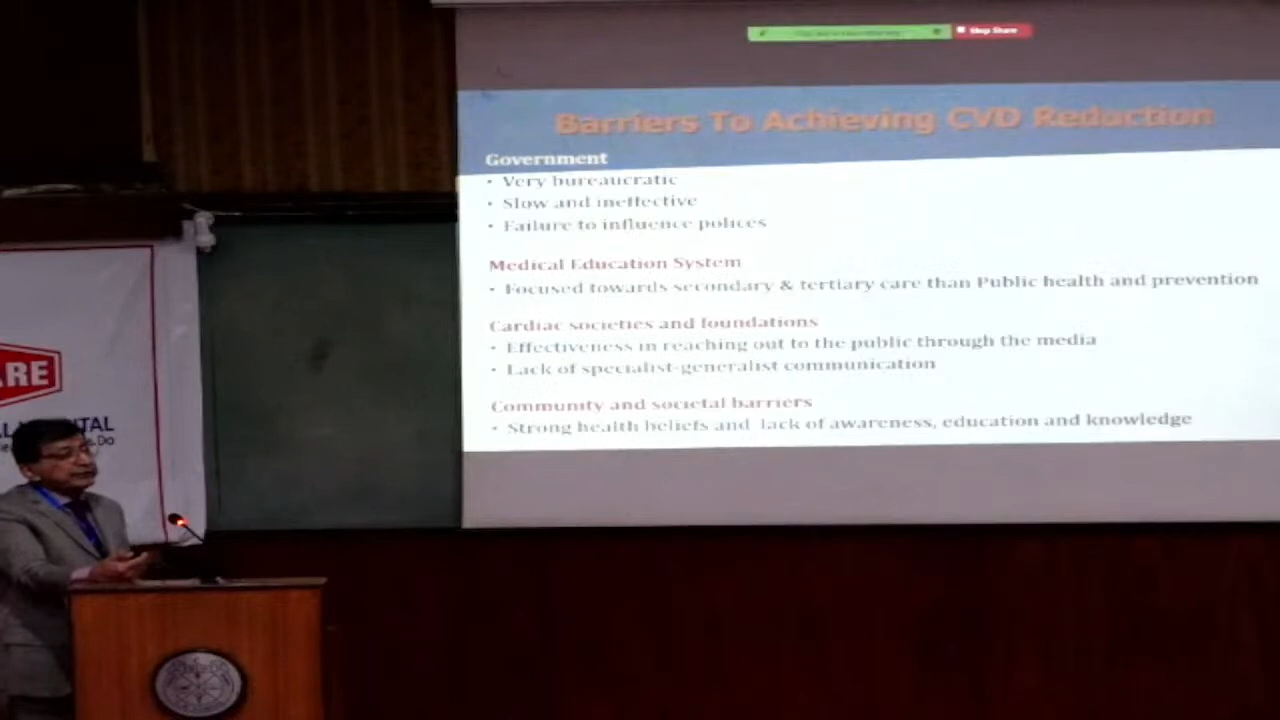 Stop Share
Barriers To Achieving CVD Reduction
Government
• Very bureaucratic
• Slow and ineffective
• Failure to influence polices
Medical Education System
• Focused towards secondary & tertiary care than Public health and prevention
Cardiac societies and foundations
• Effectiveness in reaching out to the public through the media
• Lack of specialist-generalist communication
Community and societal barriers
• Strong health beliefs and lack of awareness, education and knowledge
ARE
TAL